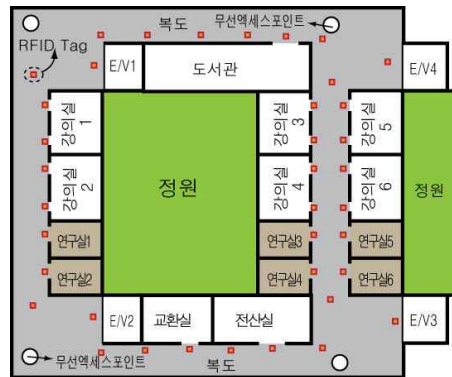 복도
무선엑세스포인트
RFID Tag
E/V1
도서관
E/V4
강의실
1
강의실
3
강의실
5
정원
강의실
2
강의실
4
강의실
6
정원
연구실1
연구실3
연구실5
연구실2
연구실4
연구실6
E/V2
교환실
전산실
E/V3
무선엑세스포인트
복도